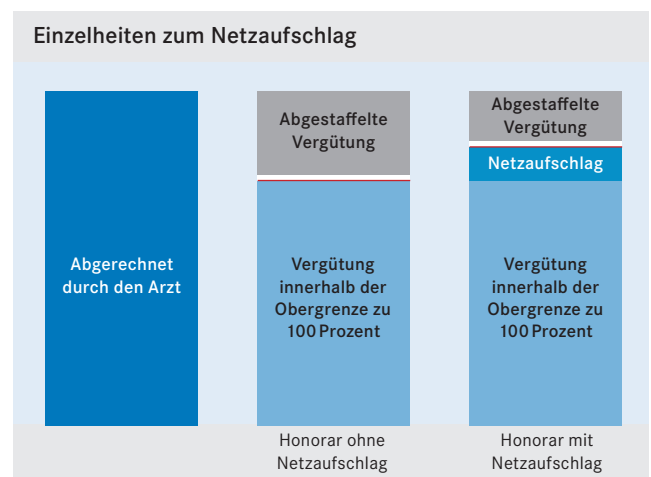 Einzelheiten zum Netzaufschlag
Abgerechnet
durch den Arzt
Abgestaffelte
Vergütung
Vergütung
innerhalb der
Obergrenze zu
100 Prozent
Honorar ohne
Netzaufschlag
Abgestaffelte
Vergütung
Netzaufschlag
Vergütung
innerhalb der
Obergrenze zu
100 Prozent
Honorar mit
Netzaufschlag